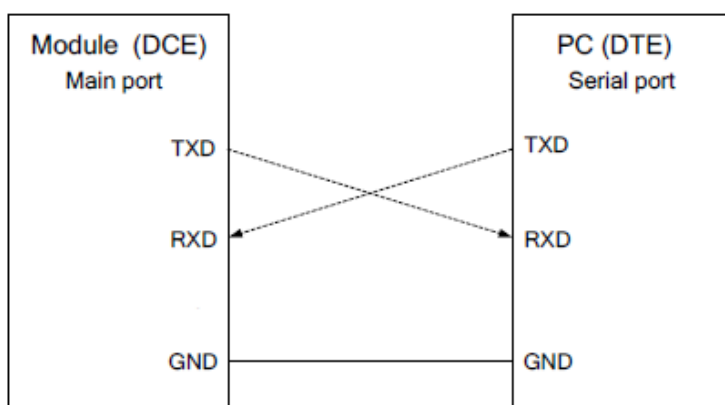 Module (DCE)
Main port
TXD
RXD
GND
PC (DTE)
Serial port
TXD
RXD
GND